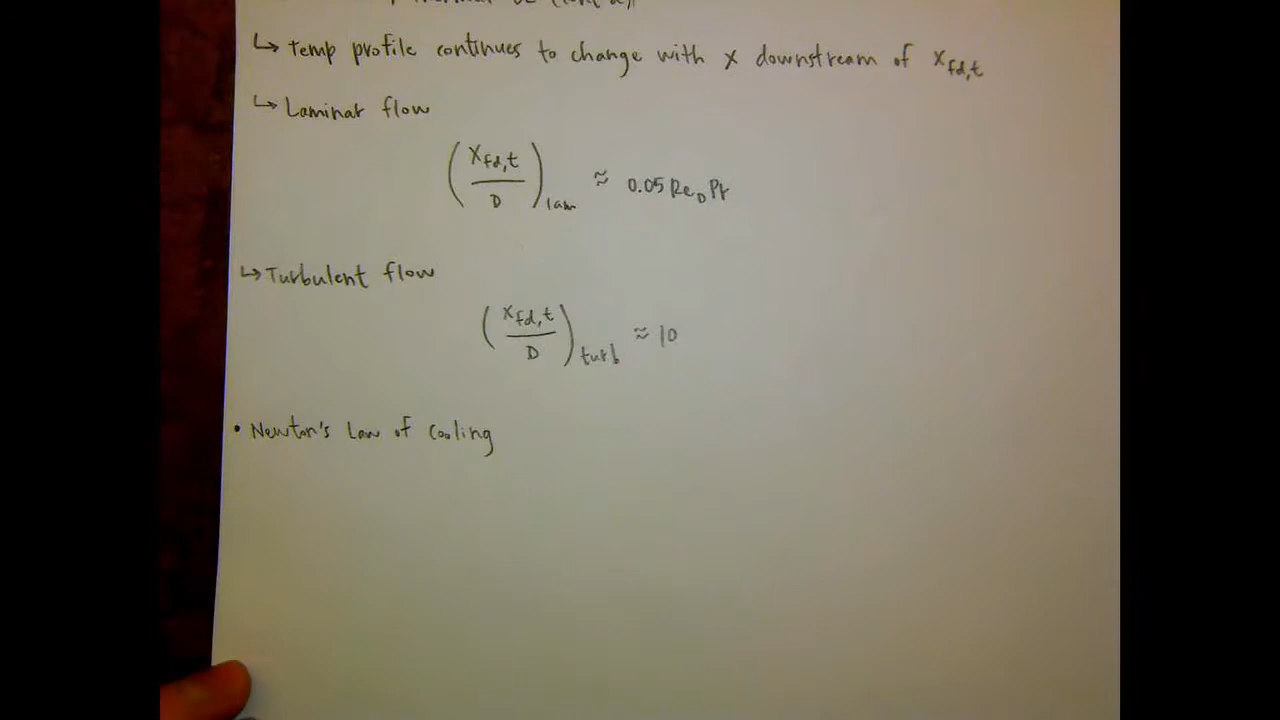 ↳ Temp profile continues to change with x downstream of x_fd,t
↳ Laminar flow
(x_fd,t / D)_lam ≈ 0.05 Re_D Pr
↳ Turbulent flow
(x_fd,t / D)_turb ≈ 10
• Newton's Law of Cooling